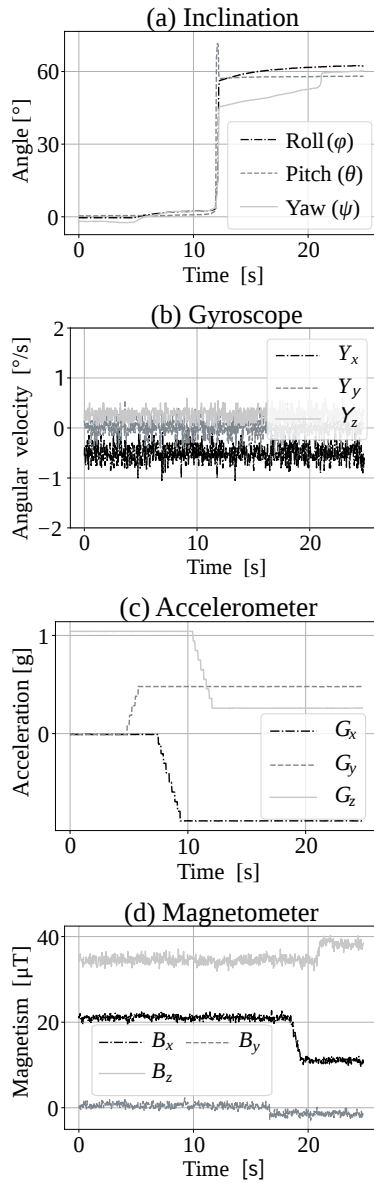 (a) Inclination
Angle [°]
60
30
0
Roll (φ)
Pitch (θ)
Yaw (ψ)
0
10
20
Time [s]
(b) Gyroscope
Angular velocity [°/s]
2
1
0
−1
−2
Yx
Yy
Yz
0
10
20
Time [s]
(c) Accelerometer
Acceleration [g]
1
0
Gx
Gy
Gz
0
10
20
Time [s]
(d) Magnetometer
Magnetism [μT]
40
20
0
Bx
By
Bz
0
10
20
Time [s]